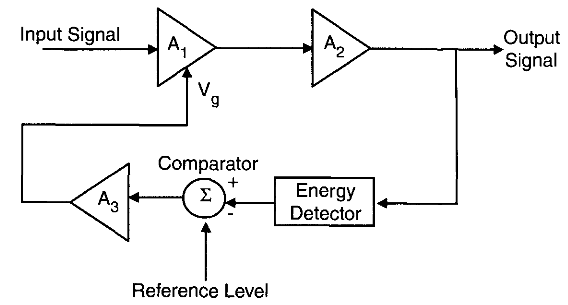 Input Signal
A1
A2
Output
Signal
Vg
Comparator
A3
Σ
+
-
Energy
Detector
Reference Level